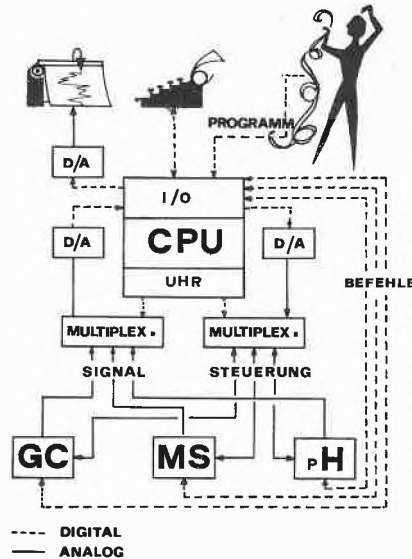 PROGRAMM
D/A
I/O
D/A
CPU
D/A
UHR
BEFEHLE
MULTIPLEX.
MULTIPLEX.
SIGNAL
STEUERUNG
GC
MS
pH
DIGITAL
ANALOG